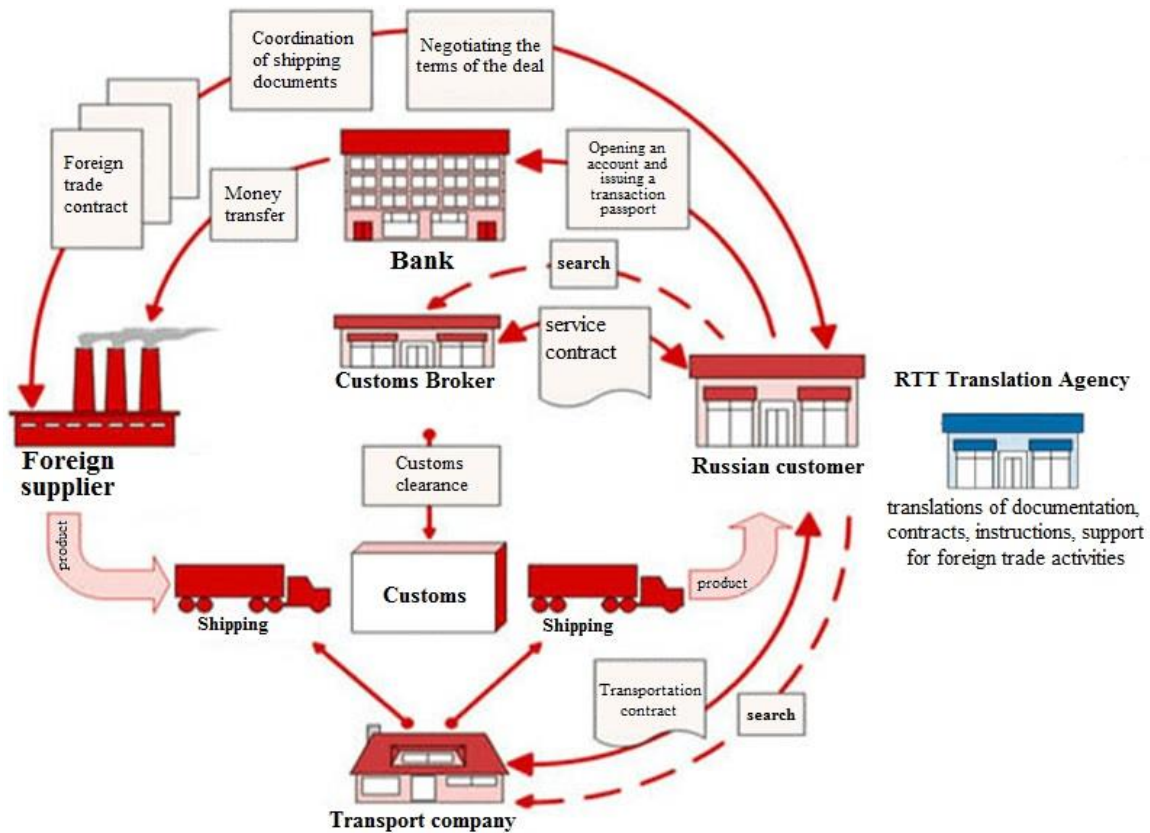 Coordination
of shipping
documents
Negotiating the
terms of the deal
Foreign
trade
contract
Money
transfer
Opening an
account and
issuing a
transaction
passport
Bank
search
service
contract
Customs Broker
RTT Translation Agency
Foreign
supplier
Customs
clearance
Russian customer
translations of documentation,
contracts, instructions, support
for foreign trade activities
product
Shipping
Customs
Shipping
product
Transportation
contract
search
Transport company